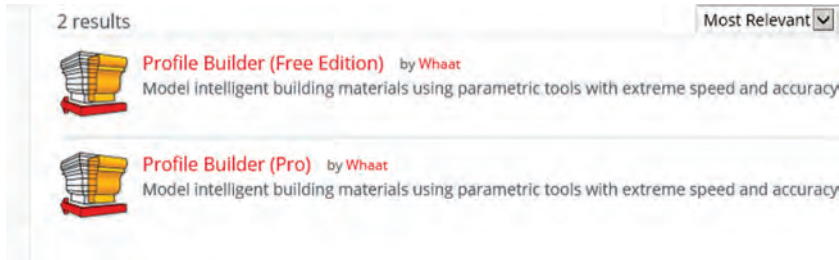 2 results
Most Relevant
Profile Builder (Free Edition) by Whaat
Model intelligent building materials using parametric tools with extreme speed and accuracy
Profile Builder (Pro) by Whaat
Model intelligent building materials using parametric tools with extreme speed and accuracy